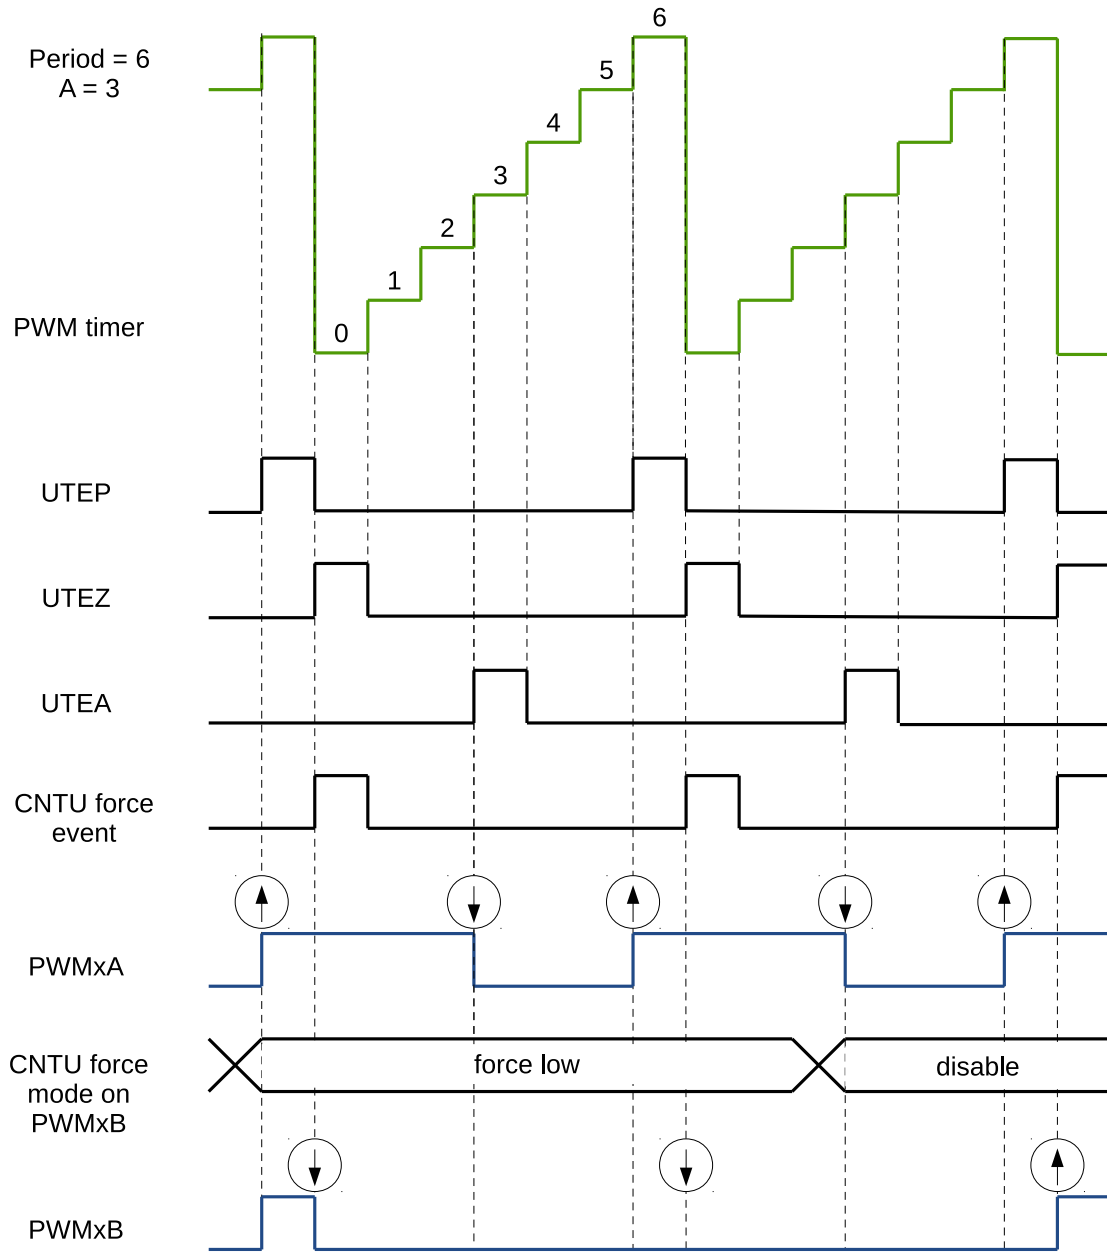 6
Period = 6
A = 3
5
4
3
2
1
0
PWM timer
UTEP
UTEZ
UTEA
CNTU force
event
PWMxA
CNTU force
mode on
PWMxB
force low
disable
PWMxB